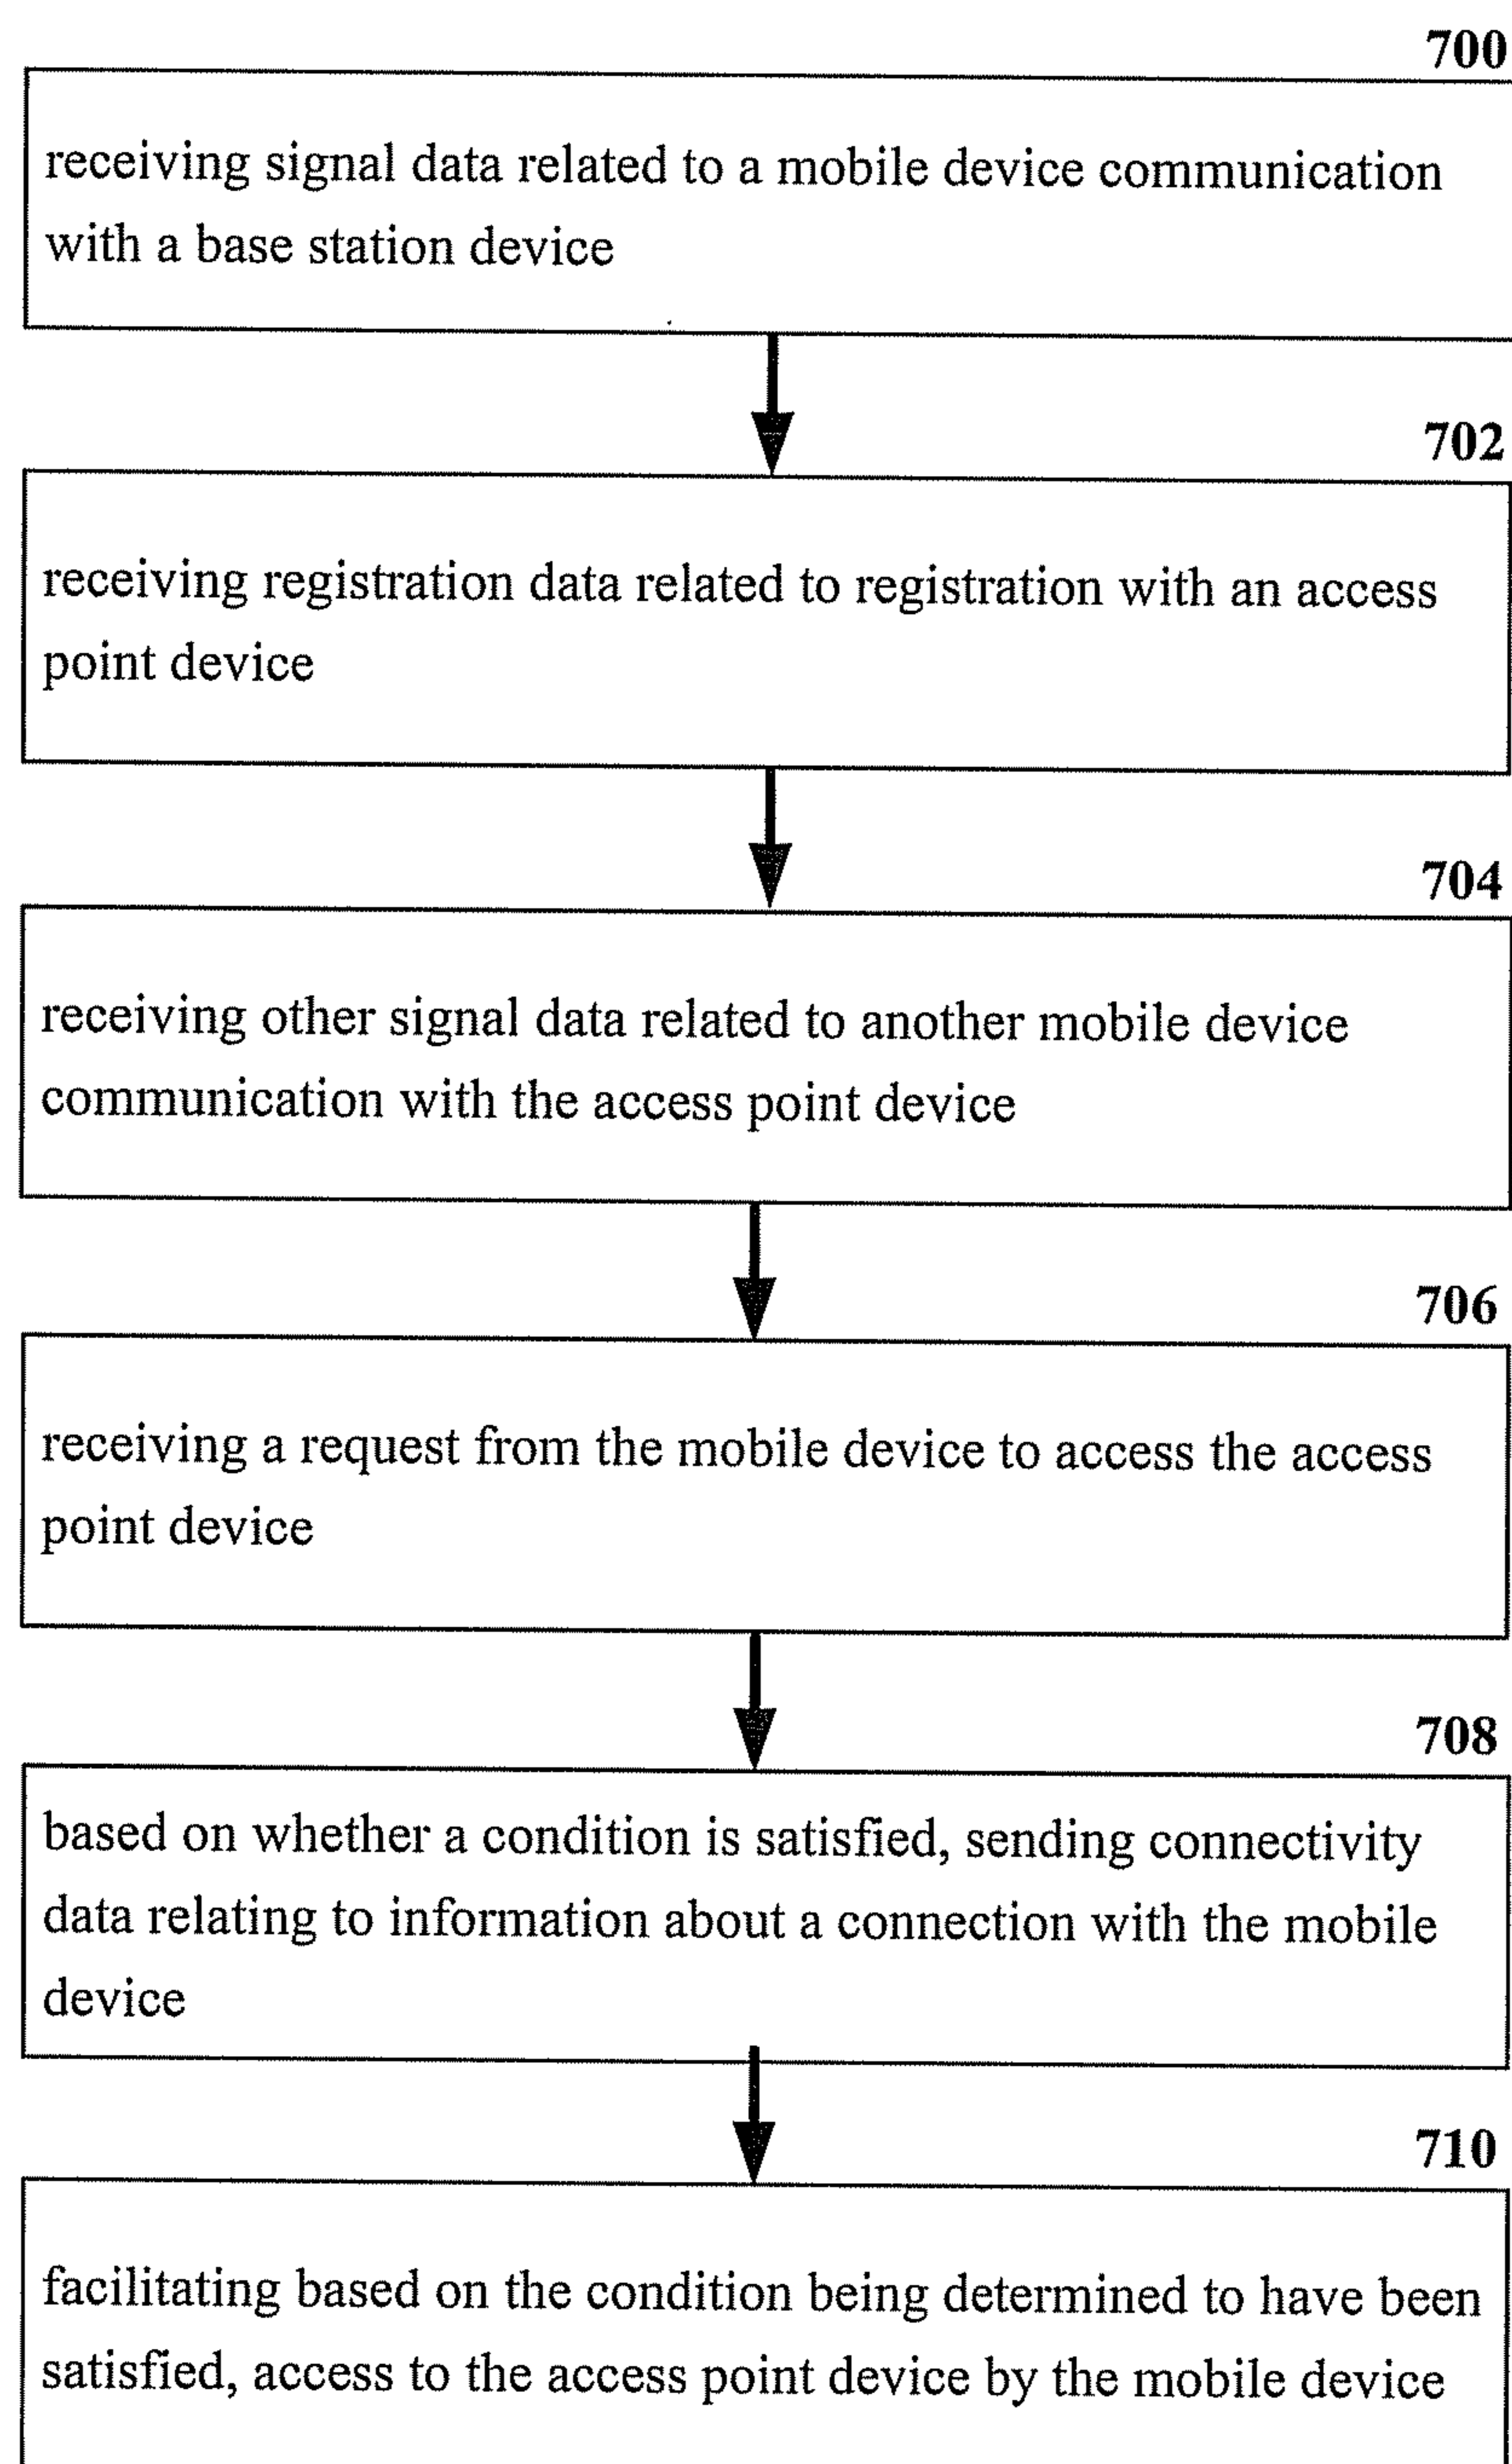 700
receiving signal data related to a mobile device communication
with a base station device
702
receiving registration data related to registration with an access
point device
704
receiving other signal data related to another mobile device
communication with the access point device
706
receiving a request from the mobile device to access the access
point device
708
based on whether a condition is satisfied, sending connectivity
data relating to information about a connection with the mobile
device
710
facilitating based on the condition being determined to have been
satisfied, access to the access point device by the mobile device